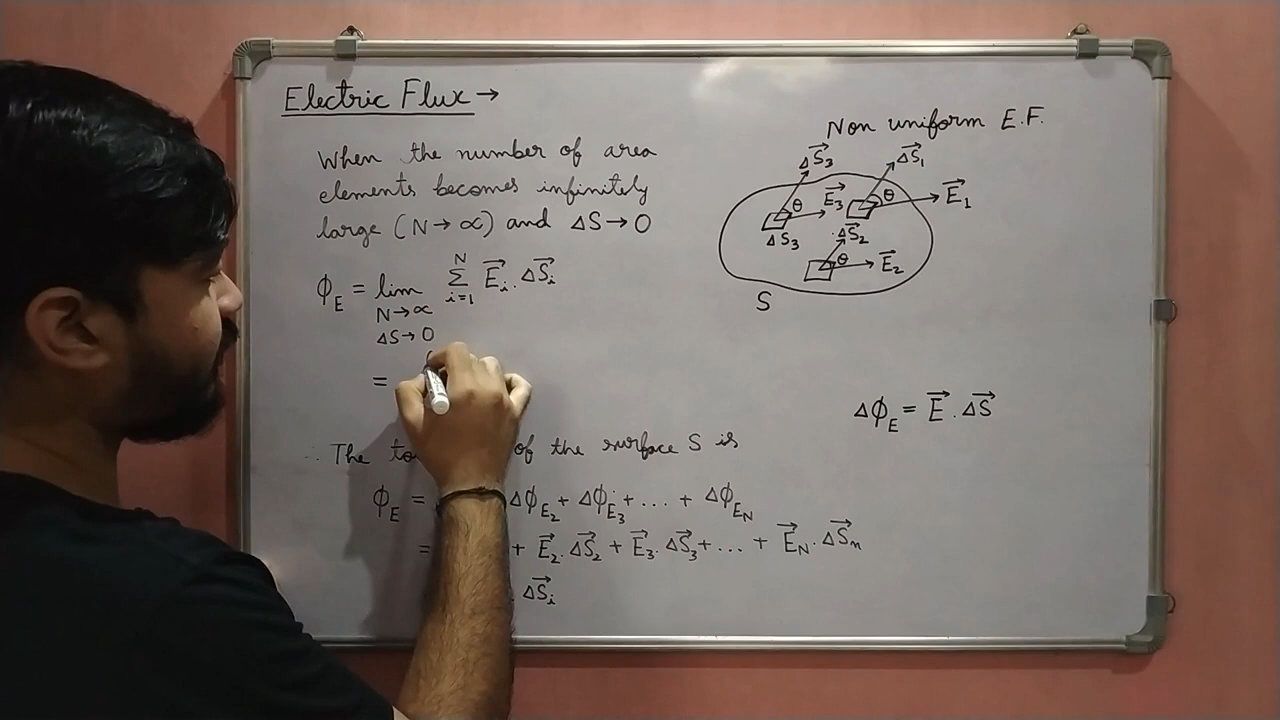 Electric Flux →
When the number of area
elements becomes infinitely
large (N→∝) and ΔS→0
ϕ_E = lim Σ E⃗_i . ΔS⃗_i
N
i=1
N→∝
ΔS→0
=
∴ The of the surface S is
ϕ_E = Δϕ_E₂ + Δϕ_E₃ + ... + Δϕ_E_N
= + E⃗₂ . ΔS⃗₂ + E⃗₃ . ΔS⃗₃ + ... + E⃗_N . ΔS⃗_n
. ΔS⃗_i
Non uniform E.F.
ΔS⃗₃
ΔS⃗₁
θ
E⃗₃
θ
E⃗₁
ΔS₃
ΔS⃗₂
θ
E⃗₂
S
Δϕ_E = E⃗ . ΔS⃗